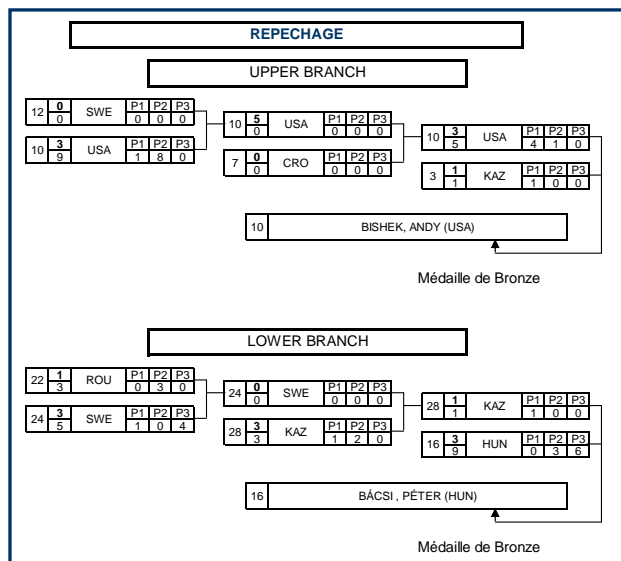 REPECHAGE
UPPER BRANCH
12 0 SWE P1 P2 P3
0 0 0 0
10 5 USA P1 P2 P3
0 0 0 0
10 3 USA P1 P2 P3
5 4 1 0
10 3 USA P1 P2 P3
9 1 8 0
7 0 CRO P1 P2 P3
0 0 0 0
3 1 KAZ P1 P2 P3
1 1 0 0
10 BISHEK, ANDY (USA)
Médaille de Bronze
LOWER BRANCH
22 1 ROU P1 P2 P3
3 0 3 0
24 0 SWE P1 P2 P3
0 0 0 0
28 1 KAZ P1 P2 P3
1 1 0 0
24 3 SWE P1 P2 P3
5 1 0 4
28 3 KAZ P1 P2 P3
3 1 2 0
16 3 HUN P1 P2 P3
9 0 3 6
16 BÁCSI , PÉTER (HUN)
Médaille de Bronze